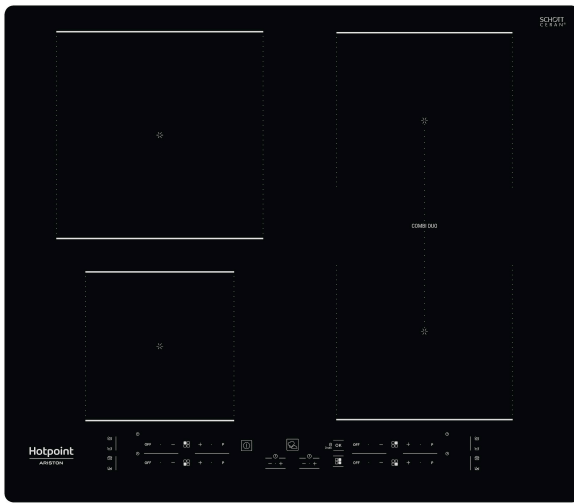 SCHOTT
CERAN®
COMBI DUO
OFF · − + · P
OK
OFF · − + · P
Hotpoint
ARISTON
OFF · − + · P
− + − +
OFF · − + · P